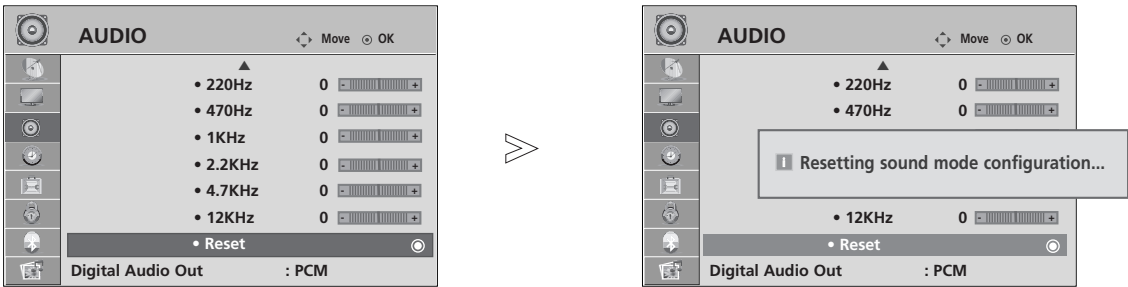 AUDIO Move OK
• 220Hz 0 - +
• 470Hz 0 - +
• 1KHz 0 - +
• 2.2KHz 0 - +
• 4.7KHz 0 - +
• 12KHz 0 - +
• Reset
Digital Audio Out : PCM
AUDIO Move OK
• 220Hz 0 - +
• 470Hz 0 - +
i Resetting sound mode configuration...
• 12KHz 0 - +
• Reset
Digital Audio Out : PCM